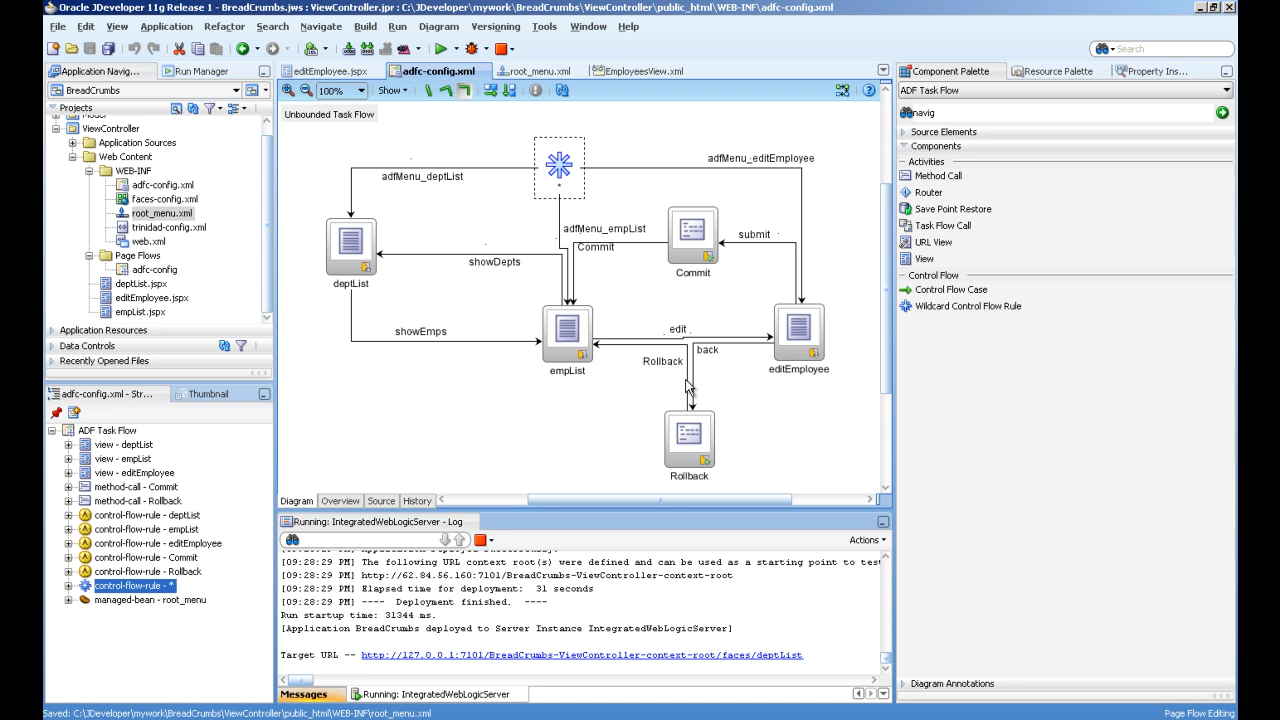 Oracle JDeveloper 11g Release 1 - BreadCrumbs.jws : ViewController.jpr : C:\JDeveloper\mywork\BreadCrumbs\ViewController\public_html\WEB-INF\adfc-config.xml
File Edit View Application Refactor Search Navigate Build Run Diagram Versioning Tools Window Help
Search
Application Navig...
Run Manager
BreadCrumbs
Projects
Model
ViewController
Application Sources
Web Content
WEB-INF
adfc-config.xml
faces-config.xml
root_menu.xml
trinidad-config.xml
web.xml
Page Flows
adfc-config
deptList.jspx
editEmployee.jspx
empList.jspx
Application Resources
Data Controls
Recently Opened Files
adfc-config.xml - Str...
Thumbnail
ADF Task Flow
view - deptList
view - empList
view - editEmployee
method-call - Commit
method-call - Rollback
control-flow-rule - deptList
control-flow-rule - empList
control-flow-rule - editEmployee
control-flow-rule - Commit
control-flow-rule - Rollback
control-flow-rule - *
managed-bean - root_menu
editEmployee.jspx
adfc-config.xml
root_menu.xml
EmployeesView.xml
100%
Show
Unbounded Task Flow
adfMenu_editEmployee
adfMenu_deptList
*
adfMenu_empList
submit
Commit
Commit
showDepts
deptList
showEmps
edit
back
Rollback
empList
editEmployee
Rollback
Diagram Overview Source History
Running: IntegratedWebLogicServer - Log
Actions
[09:28:29 PM] The following URL context root(s) were defined and can be used as a starting point to test
[09:28:29 PM] http://62.84.56.160:7101/BreadCrumbs-ViewController-context-root
[09:28:29 PM] Elapsed time for deployment: 31 seconds
[09:28:29 PM] ---- Deployment finished. ----
Run startup time: 31344 ms.
[Application BreadCrumbs deployed to Server Instance IntegratedWebLogicServer]
Target URL -- http://127.0.0.1:7101/BreadCrumbs-ViewController-context-root/faces/deptList
Messages
Running: IntegratedWebLogicServer
Component Palette
Resource Palette
Property Ins...
ADF Task Flow
navig
Source Elements
Components
Activities
Method Call
Router
Save Point Restore
Task Flow Call
URL View
View
Control Flow
Control Flow Case
Wildcard Control Flow Rule
Diagram Annotations
Saved: C:\JDeveloper\mywork\BreadCrumbs\ViewController\public_html\WEB-INF\root_menu.xml
Page Flow Editing